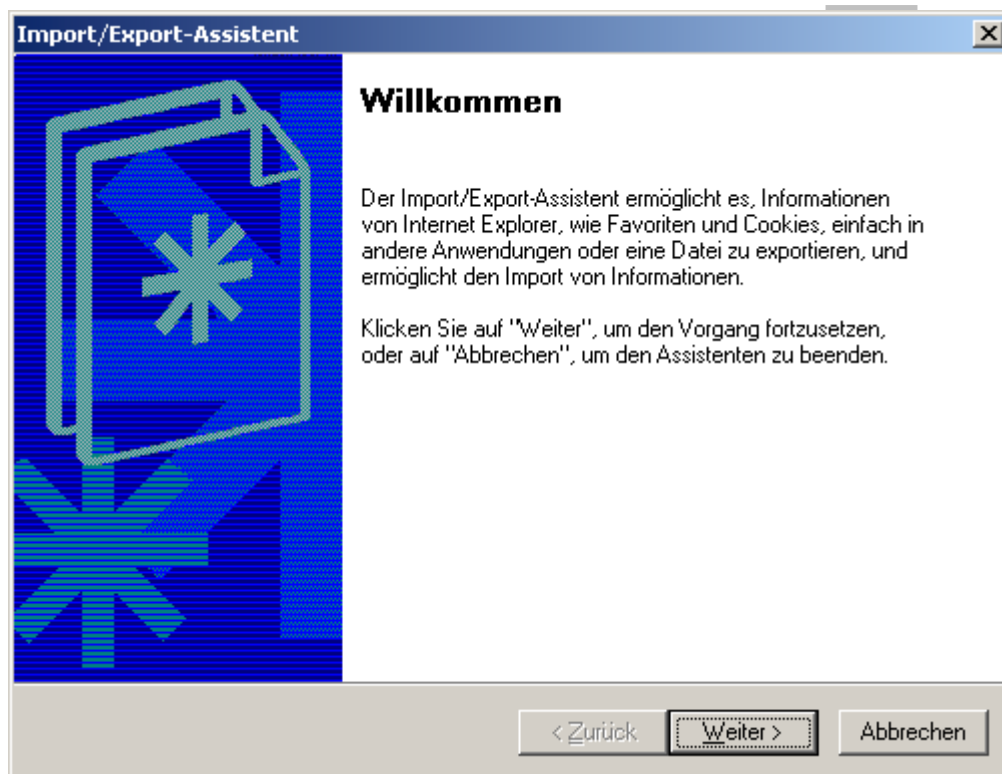 Import/Export-Assistent
Willkommen
Der Import/Export-Assistent ermöglicht es, Informationen
von Internet Explorer, wie Favoriten und Cookies, einfach in
andere Anwendungen oder eine Datei zu exportieren, und
ermöglicht den Import von Informationen.
Klicken Sie auf "Weiter", um den Vorgang fortzusetzen,
oder auf "Abbrechen", um den Assistenten zu beenden.
< Zurück Weiter > Abbrechen